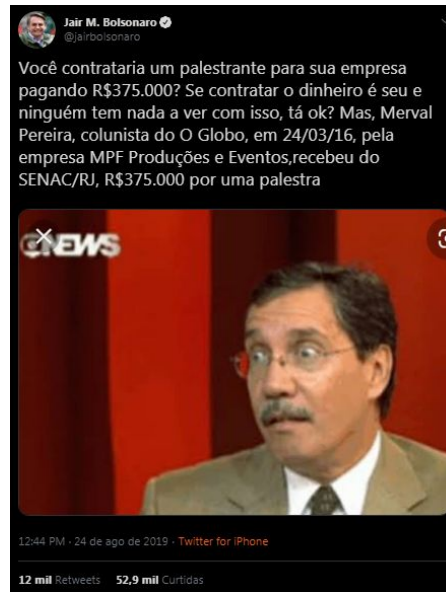 Jair M. Bolsonaro
@jairbolsonaro
Você contrataria um palestrante para sua empresa
pagando R$375.000? Se contratar o dinheiro é seu e
ninguém tem nada a ver com isso, tá ok? Mas, Merval
Pereira, colunista do O Globo, em 24/03/16, pela
empresa MPF Produções e Eventos,recebeu do
SENAC/RJ, R$375.000 por uma palestra
NEWS
12:44 PM · 24 de ago de 2019 · Twitter for iPhone
12 mil Retweets 52,9 mil Curtidas